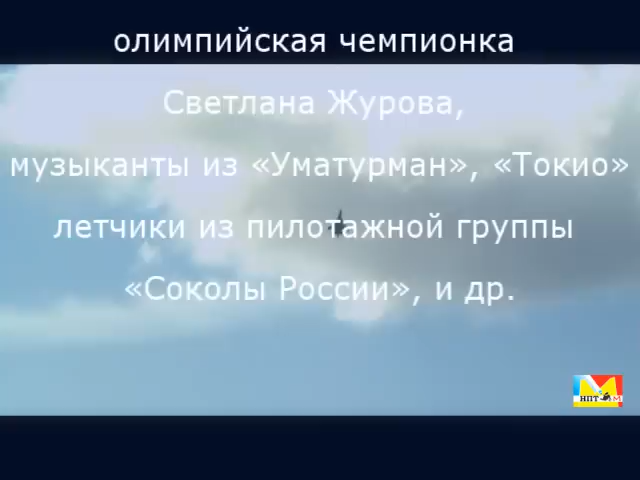 олимпийская чемпионка
Светлана Журова,
музыканты из «Уматурман», «Токио»
летчики из пилотажной группы
«Соколы России», и др.
НПТ М